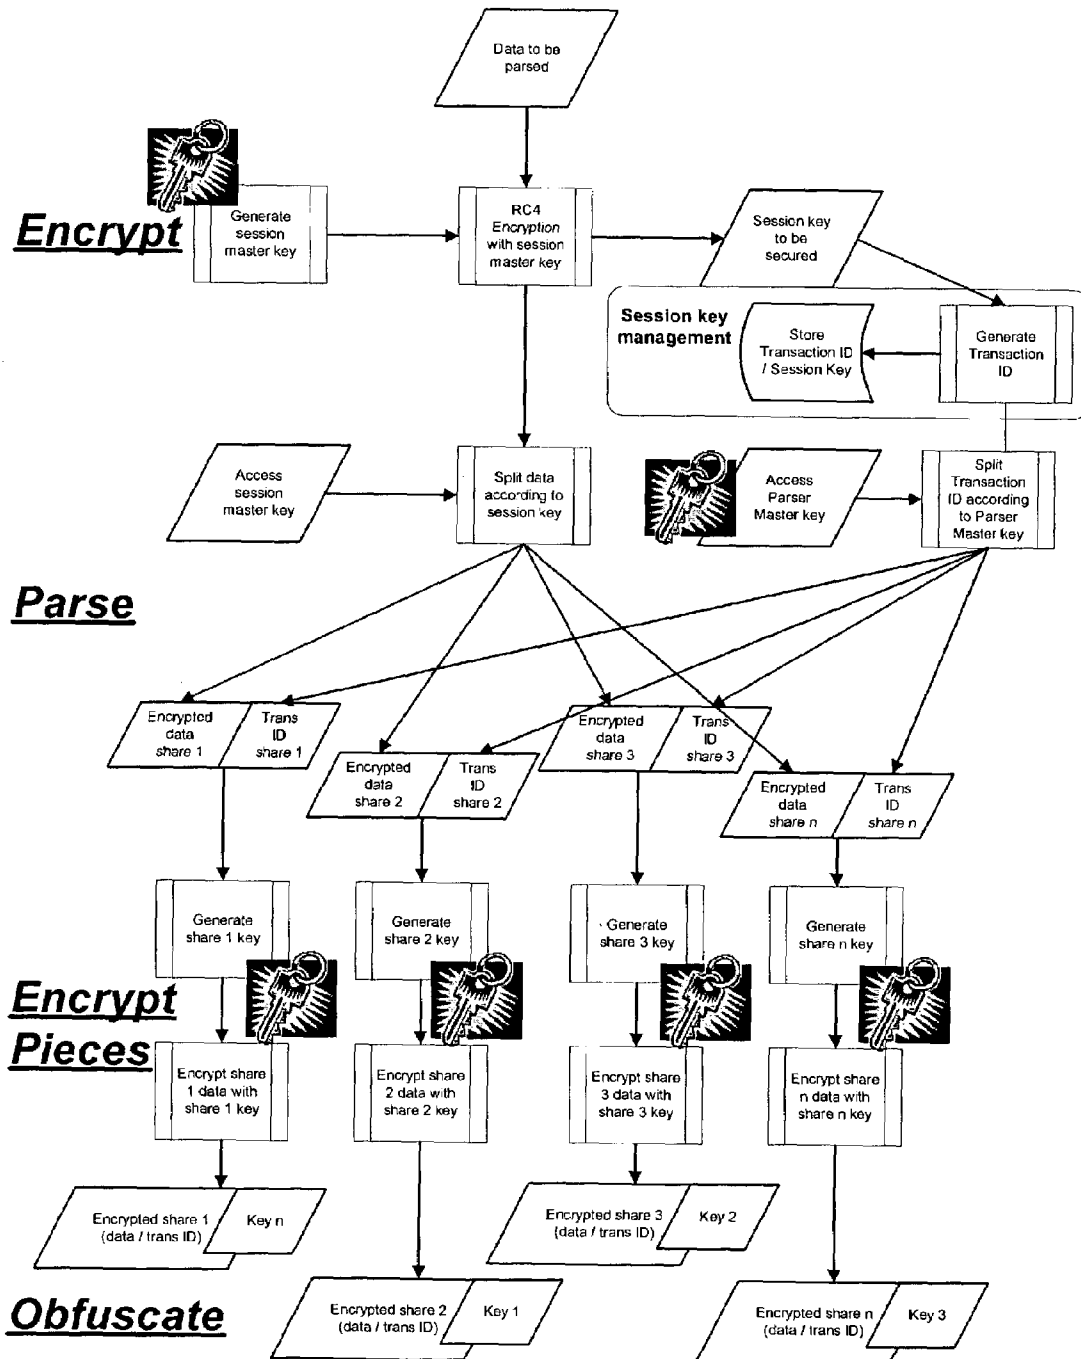 Data to be
parsed
Encrypt
Generate
session
master key
RC4
Encryption
with session
master key
Session key
to be
secured
Session key
management
Store
Transaction ID
/ Session Key
Generate
Transaction
ID
Access
session
master key
Split data
according to
session key
Access
Parser
Master key
Split
Transaction
ID according
to Parser
Master key
Parse
Encrypted
data
share 1
Trans
ID
share 1
Encrypted
data
share 2
Trans
ID
share 2
Encrypted
data
share 3
Trans
ID
share 3
Encrypted
data
share n
Trans
ID
share n
Generate
share 1 key
Generate
share 2 key
Generate
share 3 key
Generate
share n key
Encrypt
Pieces
Encrypt share
1 data with
share 1 key
Encrypt share
2 data with
share 2 key
Encrypt share
3 data with
share 3 key
Encrypt share
n data with
share n key
Encrypted share 1
(data / trans ID)
Key n
Encrypted share 3
(data / trans ID)
Key 2
Obfuscate
Encrypted share 2
(data / trans ID)
Key 1
Encrypted share n
(data / trans ID)
Key 3